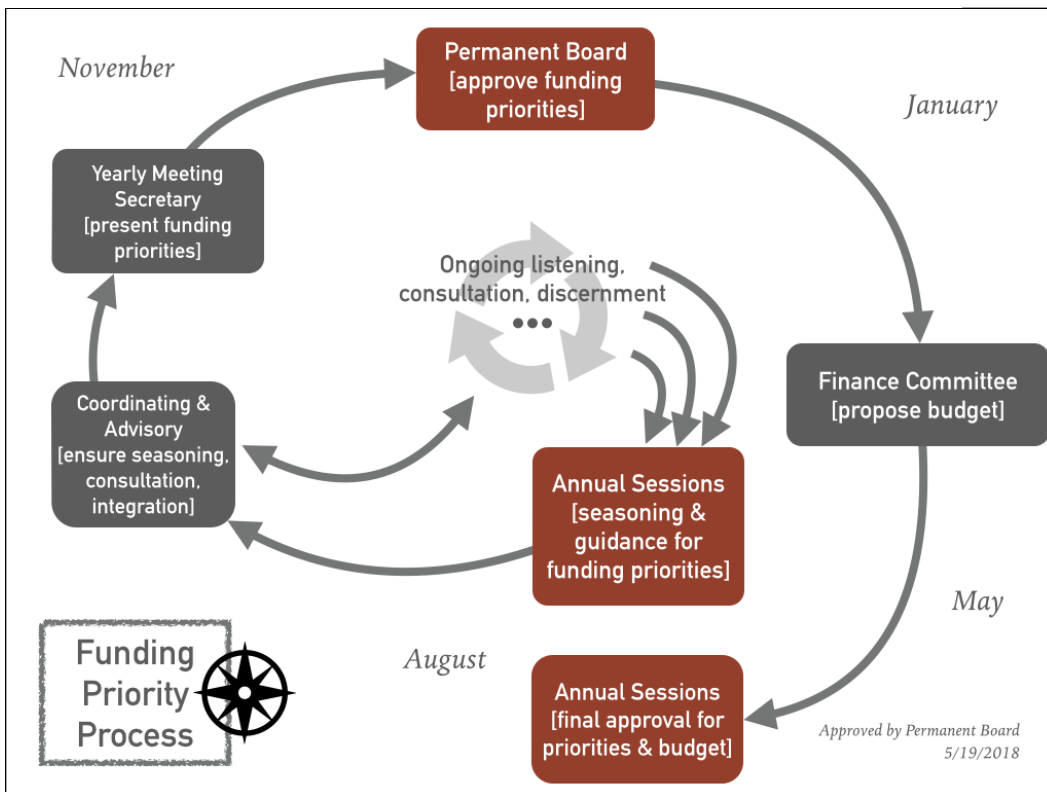 November
Permanent Board
[approve funding
priorities]
January
Yearly Meeting
Secretary
[present funding
priorities]
Ongoing listening,
consultation, discernment
Finance Committee
[propose budget]
Coordinating &
Advisory
[ensure seasoning,
consultation,
integration]
Annual Sessions
[seasoning &
guidance for
funding priorities]
May
August
Funding
Priority
Process
Annual Sessions
[final approval for
priorities & budget]
Approved by Permanent Board
5/19/2018